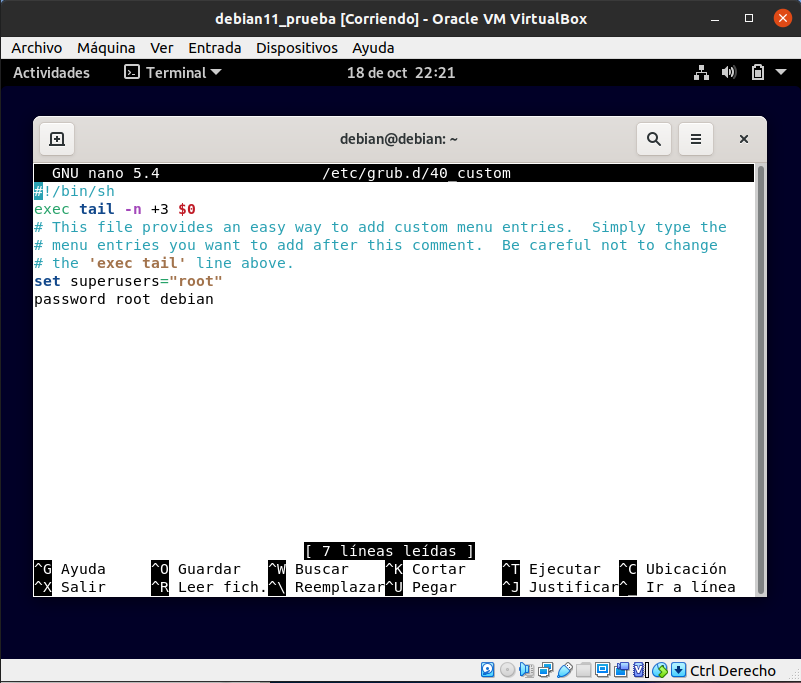 debian11_prueba [Corriendo] - Oracle VM VirtualBox
Archivo Máquina Ver Entrada Dispositivos Ayuda
Actividades Terminal 18 de oct 22:21
debian@debian: ~
GNU nano 5.4 /etc/grub.d/40_custom
#!/bin/sh
exec tail -n +3 $0
# This file provides an easy way to add custom menu entries.  Simply type the
# menu entries you want to add after this comment.  Be careful not to change
# the 'exec tail' line above.
set superusers="root"
password root debian
[ 7 líneas leídas ]
^G Ayuda ^O Guardar ^W Buscar ^K Cortar ^T Ejecutar ^C Ubicación
^X Salir ^R Leer fich. ^\ Reemplazar ^U Pegar ^J Justificar ^_ Ir a línea
Ctrl Derecho